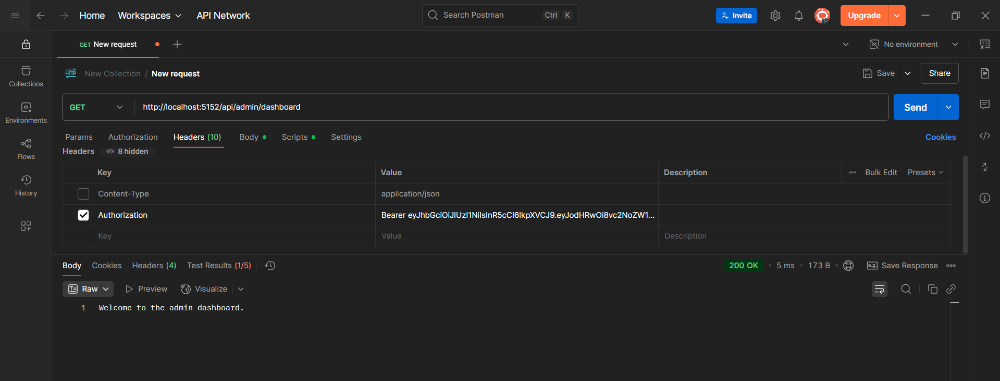 Home Workspaces API Network Search Postman Ctrl K Invite Upgrade
GET New request No environment
HTTP New Collection / New request Save Share
GET http://localhost:5152/api/admin/dashboard Send
Params Authorization Headers (10) Body Scripts Settings Cookies
Headers 8 hidden
Key Value Description Bulk Edit Presets
Content-Type application/json
Authorization Bearer eyJhbGciOiJIUzI1NiIsInR5cCI6IkpXVCJ9.eyJodHRwOi8vc2NoZW1...
Key Value Description
Collections
Environments
Flows
History
Body Cookies Headers (4) Test Results (1/5) 200 OK 5 ms 173 B e.g. Save Response
Raw Preview Visualize
1 Welcome to the admin dashboard.